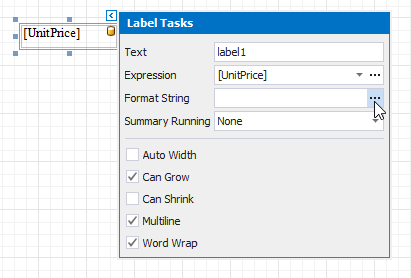 [UnitPrice]
Label Tasks
Text label1
Expression [UnitPrice]
Format String
Summary Running None
Auto Width
Can Grow
Can Shrink
Multiline
Word Wrap